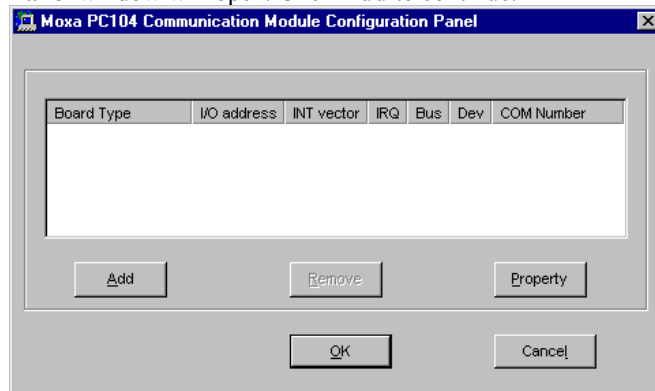 Moxa PC104 Communication Module Configuration Panel
Board Type I/O address INT vector IRQ Bus Dev COM Number
Add Remove Property
OK Cancel